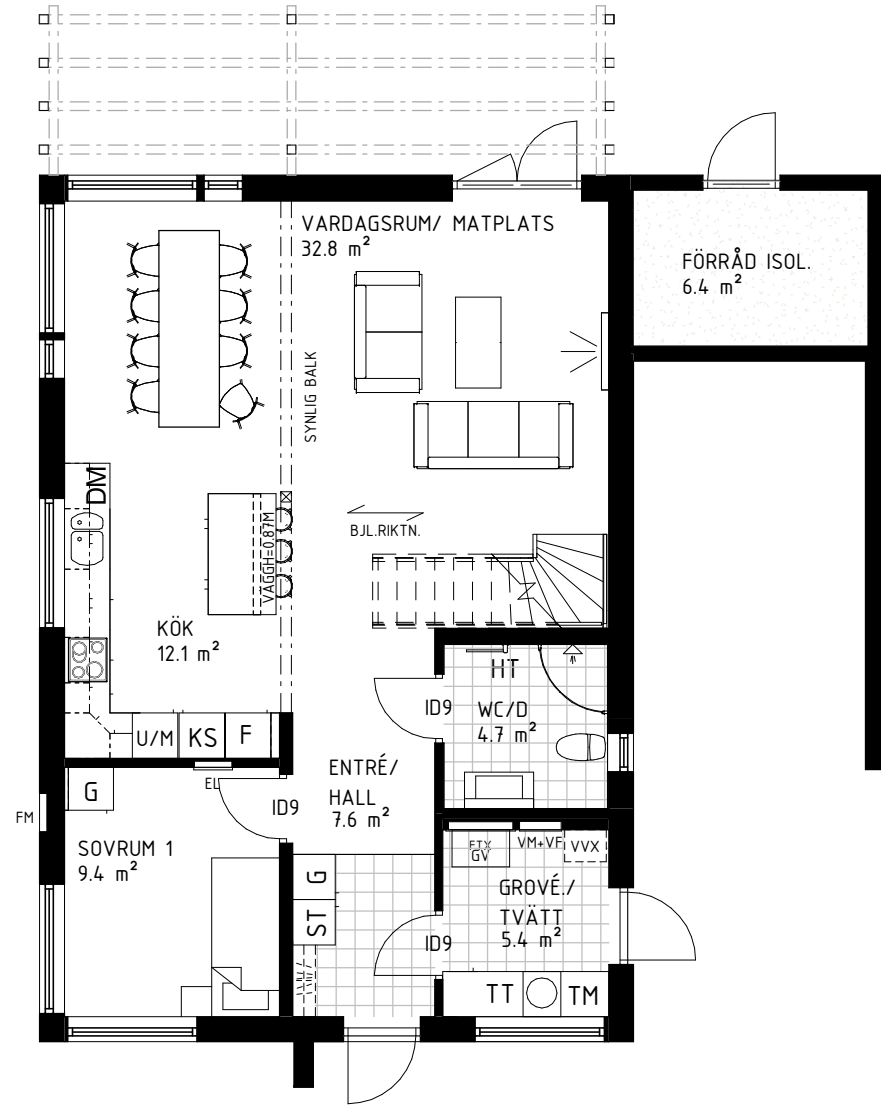 VARDAGSRUM/ MATPLATS
32.8 m²
FÖRRÅD ISOL.
6.4 m²
SYNLIG BALK
DM
VÄGGH=0.87M
BJL.RIKTN.
KÖK
12.1 m²
U/M
KS
F
HT
ID9
WC/D
4.7 m²
EL
G
FM
ID9
ENTRÉ/
HALL
7.6 m²
SOVRUM 1
9.4 m²
FTX
GV
VM+VF
VVX
G
ST
GROVÉ./
TVÄTT
5.4 m²
ID9
TT
TM